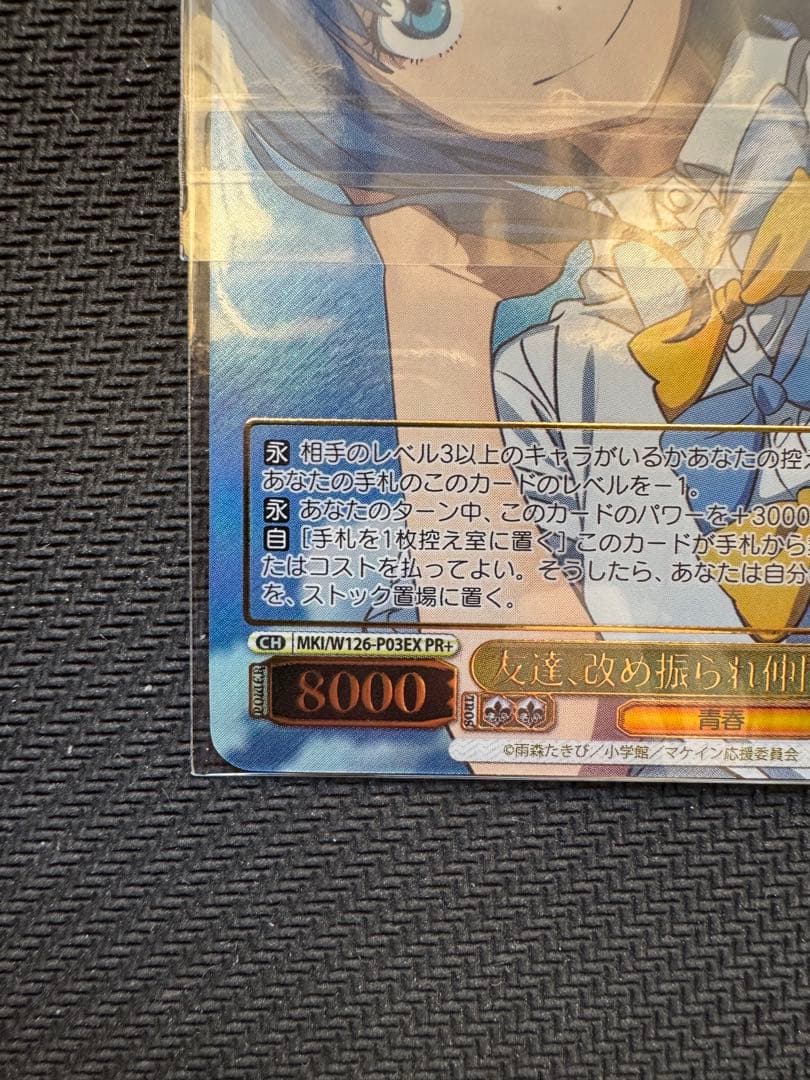 永 相手のレベル3以上のキャラがいるかあなたの控
あなたの手札のこのカードのレベルを－1。
永 あなたのターン中、このカードのパワーを＋3000
自 ［手札を1枚控え室に置く］ このカードが手札から
たはコストを払ってよい。そうしたら、あなたは自分
を、ストック置場に置く。
CH MKI/W126-P03EX PR+
POWER 8000 SOUL 友達、改め振られ仲
青春
©雨森たきび／小学館／マケイン応援委員会